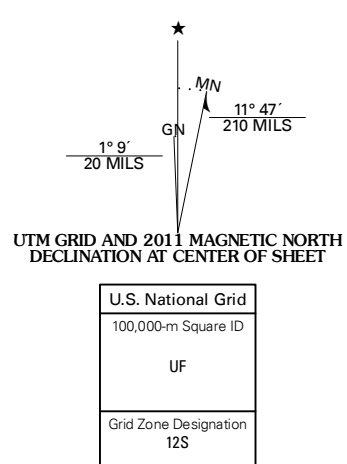 ★
MN
GN
11° 47´
210 MILS
1° 9´
20 MILS
UTM GRID AND 2011 MAGNETIC NORTH
DECLINATION AT CENTER OF SHEET
U.S. National Grid
100,000-m Square ID
UF
Grid Zone Designation
12S